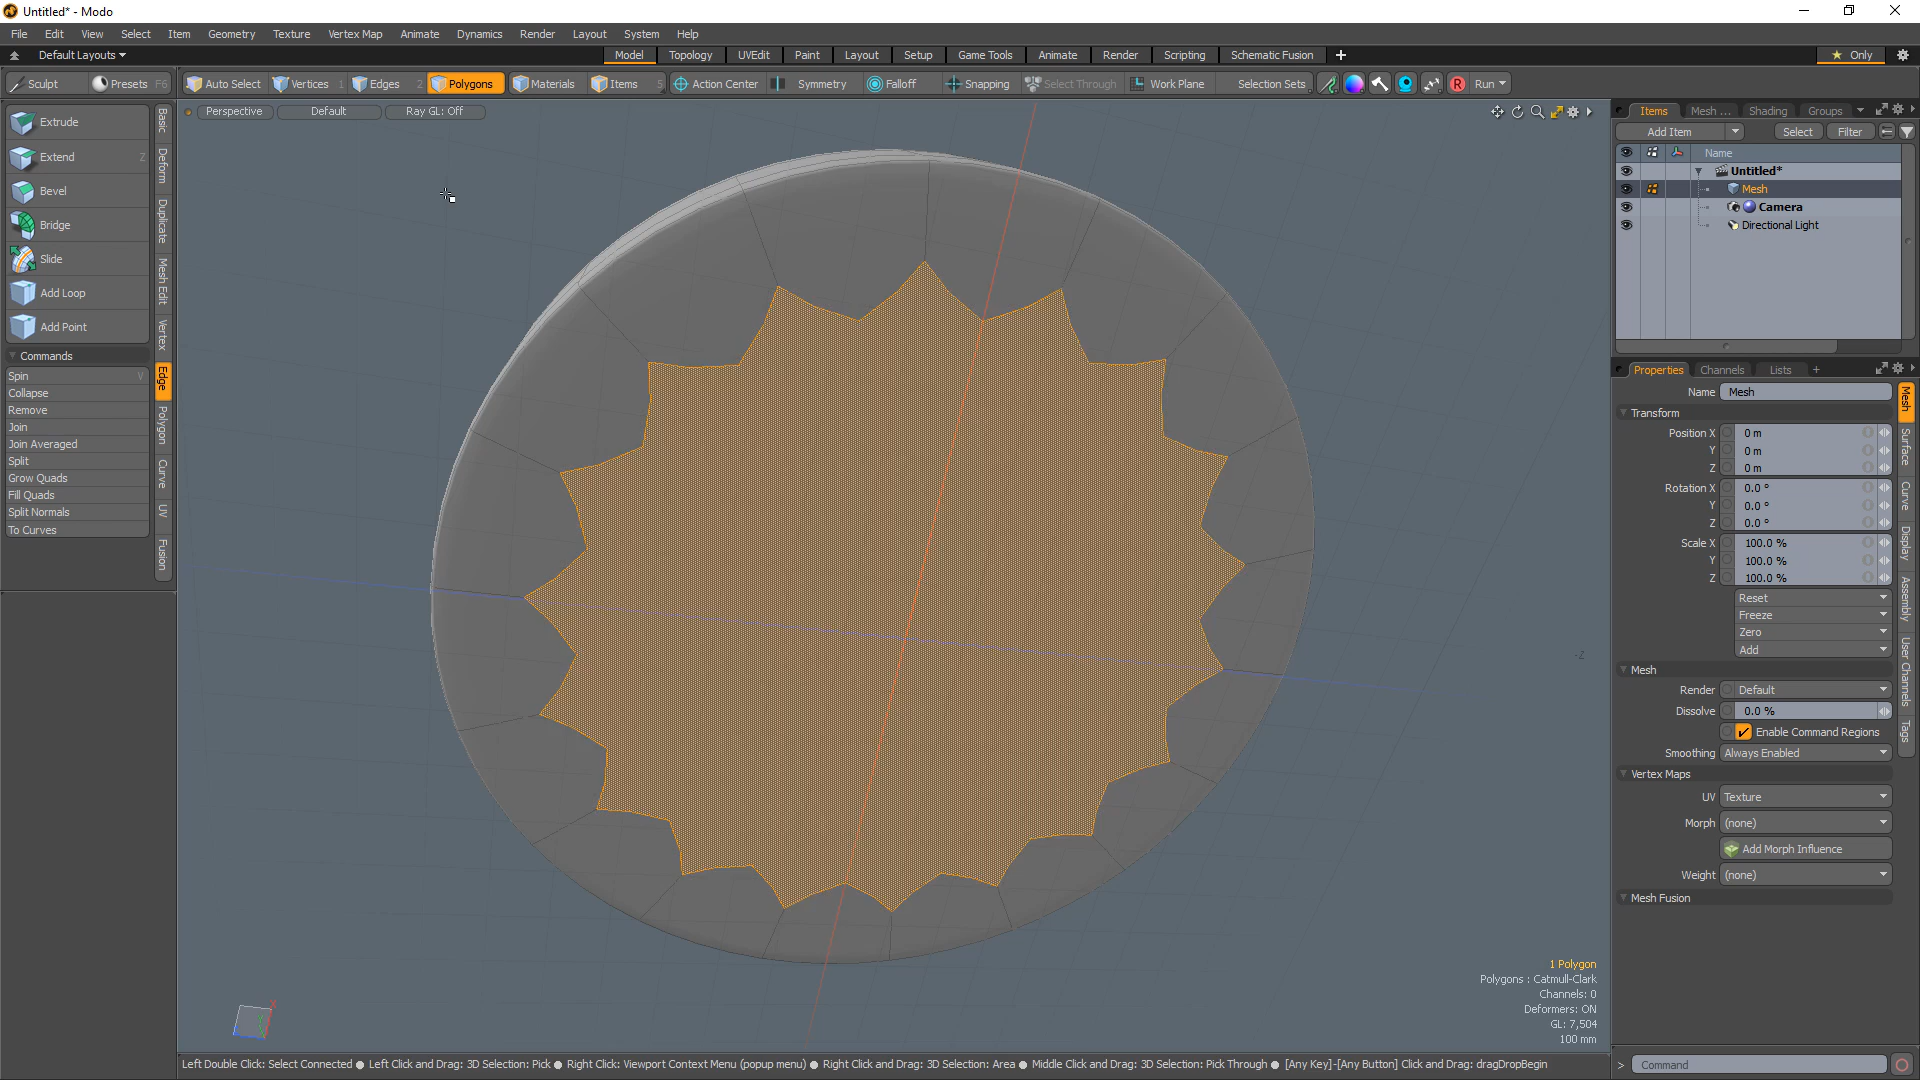 Untitled* - Modo
File Edit View Select Item Geometry Texture Vertex Map Animate Dynamics Render Layout System Help
Default Layouts Model Topology UVEdit Paint Layout Setup Game Tools Animate Render Scripting Schematic Fusion Only
Sculpt Presets F6 Auto Select Vertices 1 Edges 2 Polygons Materials Items 5 Action Center Symmetry Falloff Snapping Select Through Work Plane Selection Sets Run
Extrude
Extend Z
Bevel
Bridge
Slide
Add Loop
Add Point
Commands
Spin V
Collapse
Remove
Join
Join Averaged
Split
Grow Quads
Fill Quads
Split Normals
To Curves
Basic
Deform
Duplicate
Mesh Edit
Vertex
Edge
Polygon
Curve
UV
Fusion
Perspective Default Ray GL: Off
-Z
X
1 Polygon
Polygons : Catmull-Clark
Channels: 0
Deformers: ON
GL: 7,504
100 mm
Left Double Click: Select Connected ● Left Click and Drag: 3D Selection: Pick ● Right Click: Viewport Context Menu (popup menu) ● Right Click and Drag: 3D Selection: Area ● Middle Click and Drag: 3D Selection: Pick Through ● [Any Key]-[Any Button] Click and Drag: dragDropBegin
Items Mesh ... Shading Groups
Add Item Select Filter
Name
Untitled*
Mesh
Camera
Directional Light
Properties Channels Lists +
Name Mesh
Transform
Position X 0 m
Y 0 m
Z 0 m
Rotation X 0.0 °
Y 0.0 °
Z 0.0 °
Scale X 100.0 %
Y 100.0 %
Z 100.0 %
Reset
Freeze
Zero
Add
Mesh
Render Default
Dissolve 0.0 %
Enable Command Regions
Smoothing Always Enabled
Vertex Maps
UV Texture
Morph (none)
Add Morph Influence
Weight (none)
Mesh Fusion
Mesh
Surface
Curve
Display
Assembly
User Channels
Tags
> Command